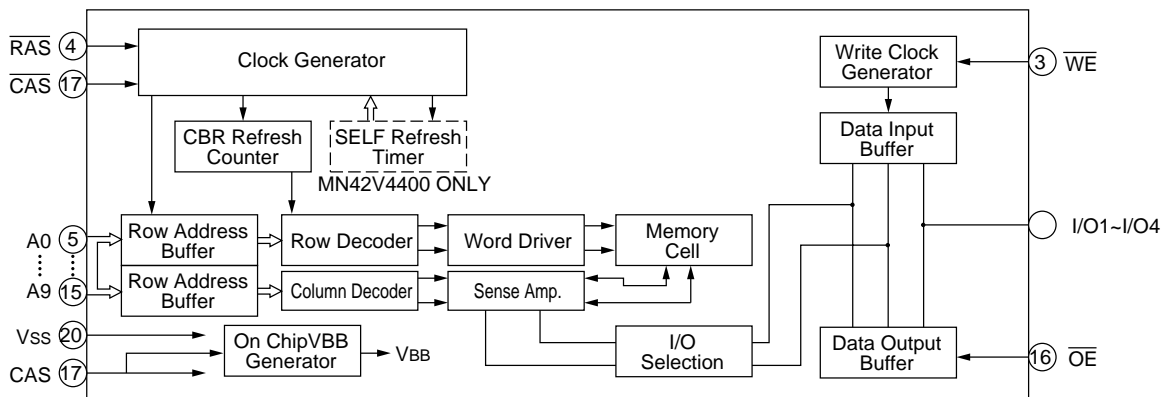 RAS 4
CAS 17
Clock Generator
Write Clock
Generator
3 WE
CBR Refresh
Counter
SELF Refresh
Timer
MN42V4400 ONLY
Data Input
Buffer
I/O1~I/O4
A0 5
A9 15
Row Address
Buffer
Row Address
Buffer
Row Decoder
Column Decoder
Word Driver
Sense Amp.
Memory
Cell
Vss 20
CAS 17
On ChipVBB
Generator
VBB
I/O
Selection
Data Output
Buffer
16 OE